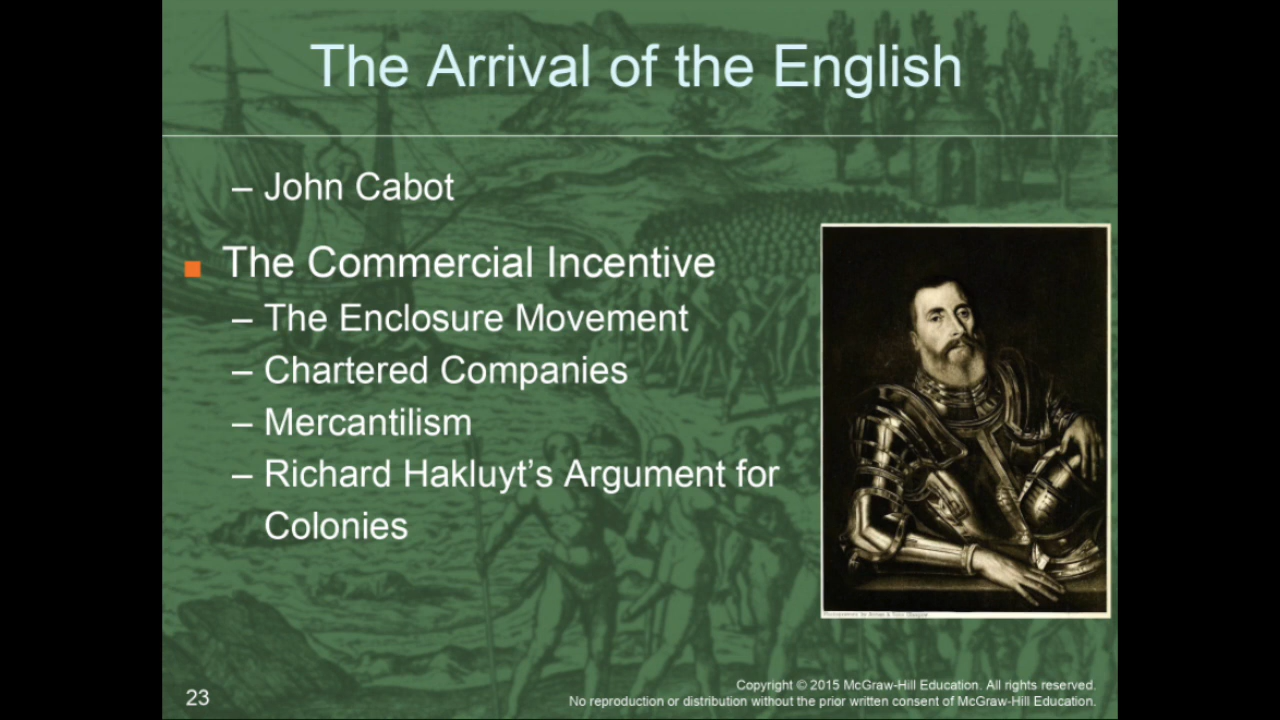 The Arrival of the English
– John Cabot
■ The Commercial Incentive
– The Enclosure Movement
– Chartered Companies
– Mercantilism
– Richard Hakluyt’s Argument for
Colonies
23
Copyright © 2015 McGraw-Hill Education. All rights reserved.
No reproduction or distribution without the prior written consent of McGraw-Hill Education.